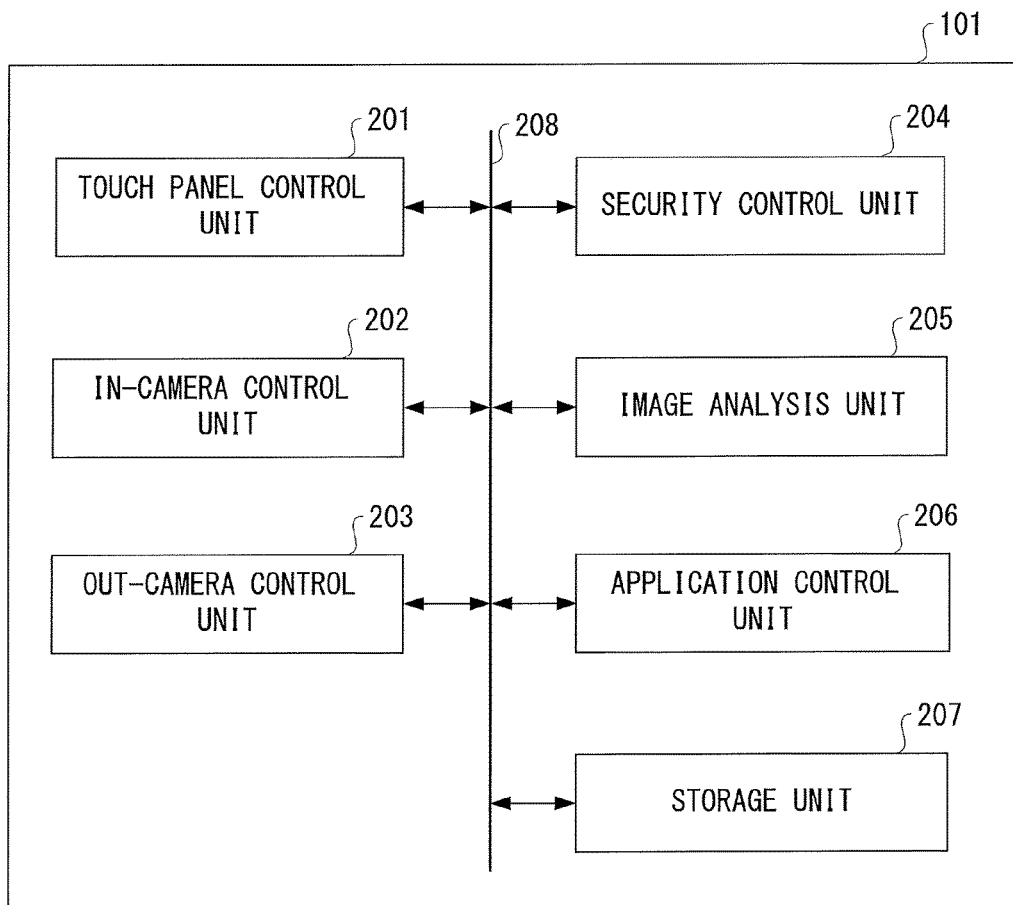 101
201
TOUCH PANEL CONTROL
UNIT
208
204
SECURITY CONTROL UNIT
202
IN-CAMERA CONTROL
UNIT
205
IMAGE ANALYSIS UNIT
203
OUT-CAMERA CONTROL
UNIT
206
APPLICATION CONTROL
UNIT
207
STORAGE UNIT